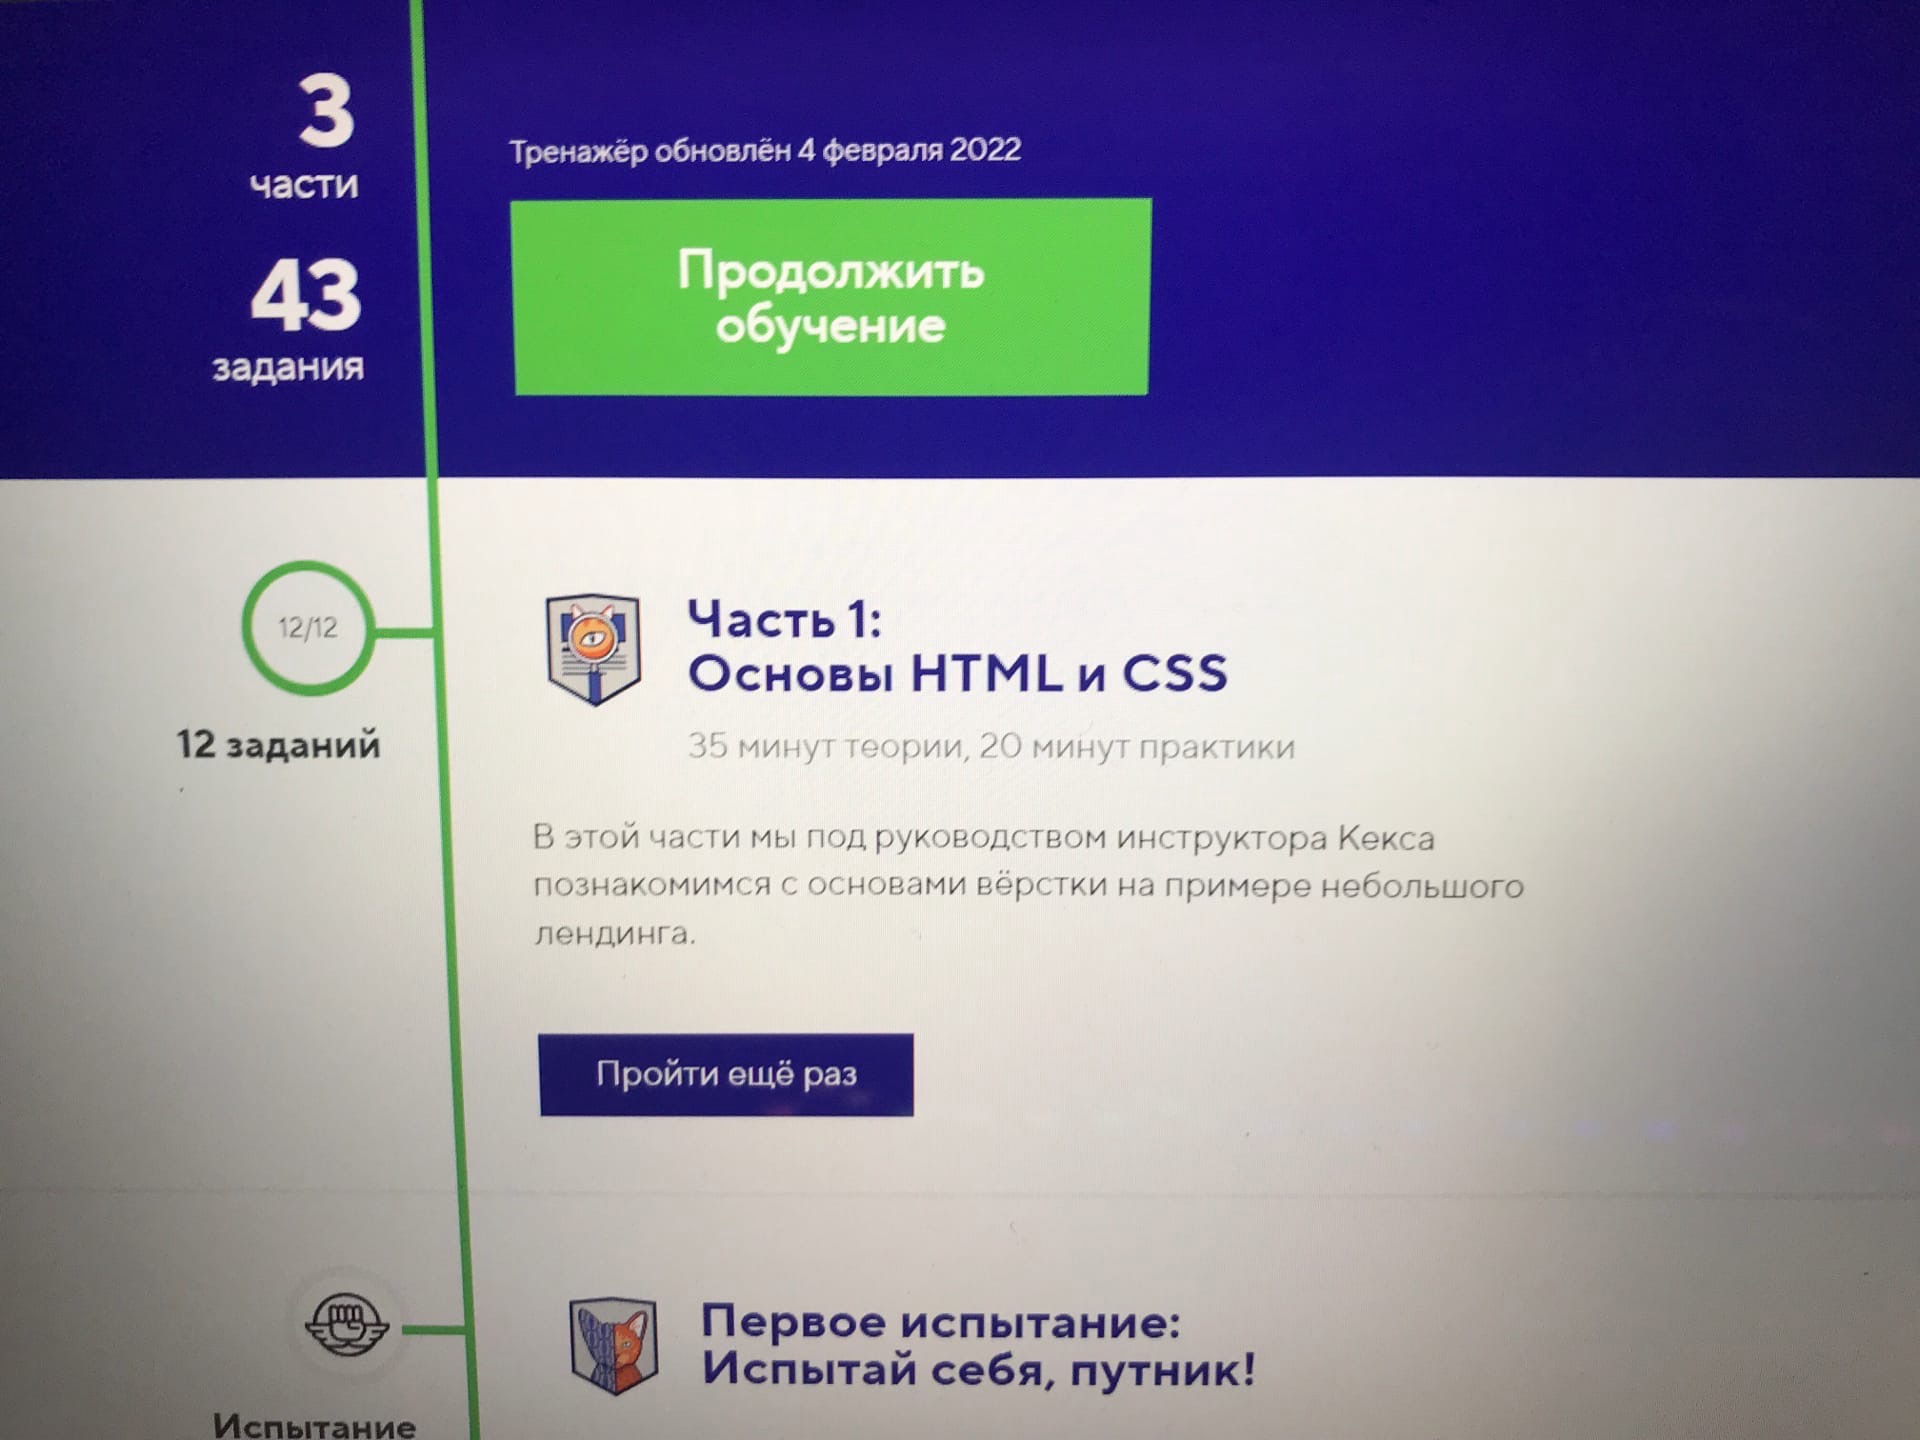 3
части
43
задания
Тренажёр обновлён 4 февраля 2022
Продолжить
обучение
12/12
12 заданий
Часть 1:
Основы HTML и CSS
35 минут теории, 20 минут практики
В этой части мы под руководством инструктора Кекса
познакомимся с основами вёрстки на примере небольшого
лендинга.
Пройти ещё раз
Испытание
Первое испытание:
Испытай себя, путник!